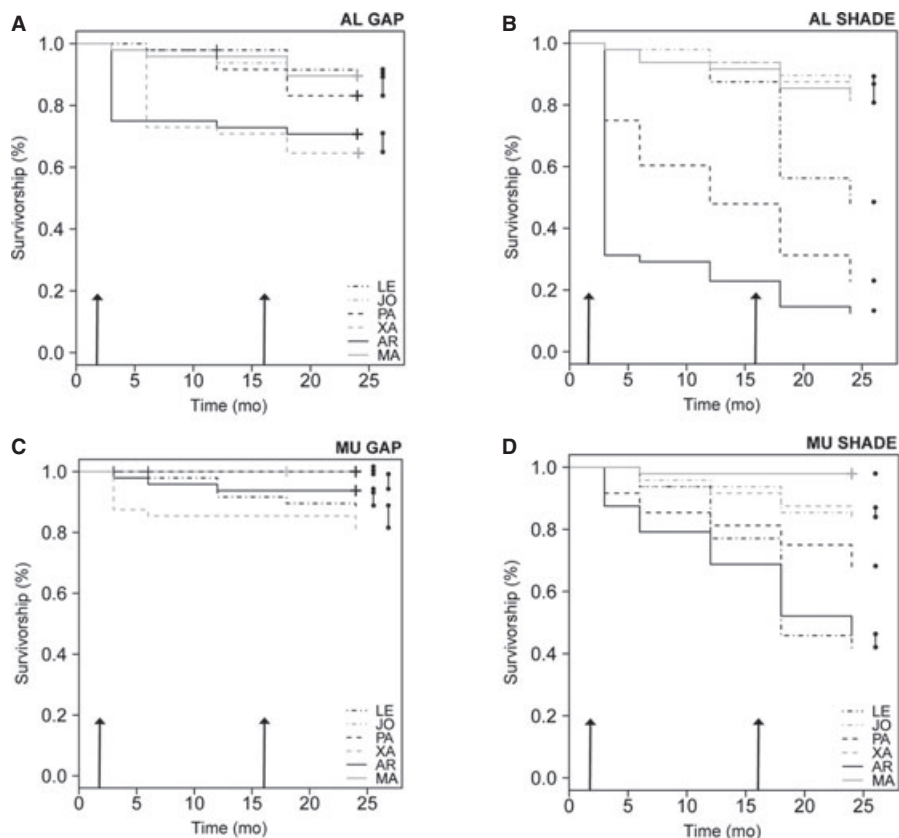 A
AL GAP
Survivorship (%)
1.0
0.8
0.6
0.4
0.2
0.0
LE
JO
PA
XA
AR
MA
0 5 10 15 20 25
Time (mo)
B
AL SHADE
Survivorship (%)
1.0
0.8
0.6
0.4
0.2
0.0
0 5 10 15 20 25
Time (mo)
C
MU GAP
Survivorship (%)
1.0
0.8
0.6
0.4
0.2
0.0
LE
JO
PA
XA
AR
MA
0 5 10 15 20 25
Time (mo)
D
MU SHADE
Survivorship (%)
1.0
0.8
0.6
0.4
0.2
0.0
LE
JO
PA
XA
AR
MA
0 5 10 15 20 25
Time (mo)